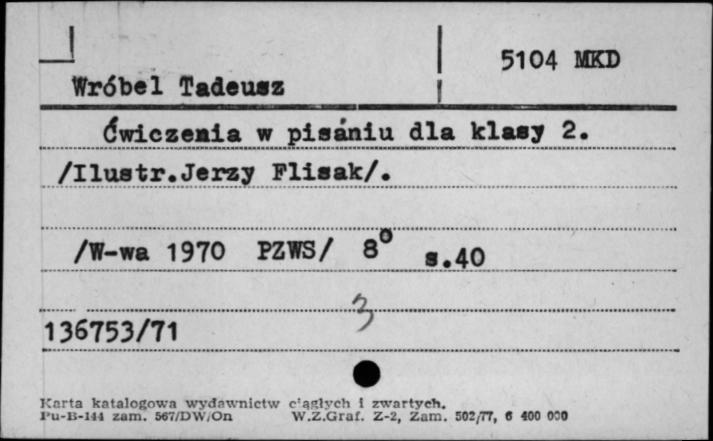 5104 MKD
Wróbel Tadeusz
Ćwiczenia w pisániu dla klasy 2.
/Ilustr.Jerzy Flisak/.
/W-wa 1970 PZWS/ 8° s.40
3
136753/71
Karta katalogowa wydawnictw ciągłych i zwartych.
Pu-B-144 zam. 567/DW/On W.Z.Graf. Z-2, Zam. 502/77, 6 400 000